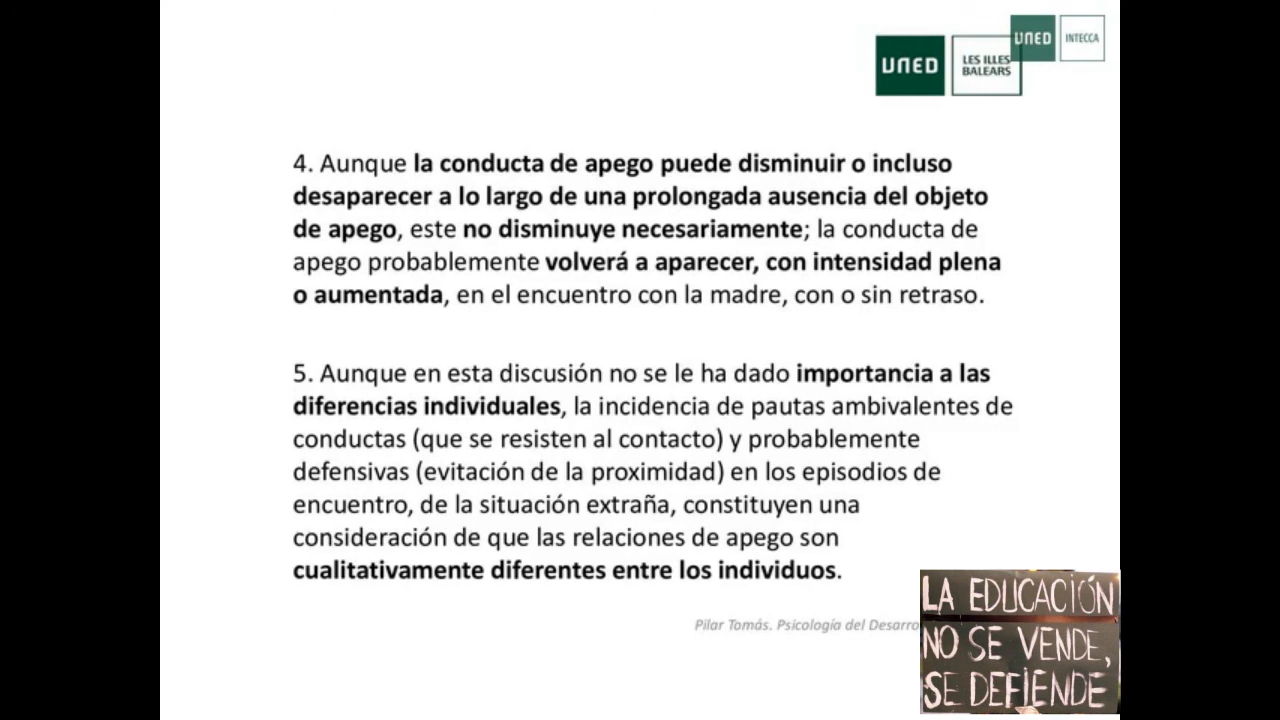 UNED
LES ILLES
BALEARS
UNED
INTECCA
4. Aunque la conducta de apego puede disminuir o incluso
desaparecer a lo largo de una prolongada ausencia del objeto
de apego, este no disminuye necesariamente; la conducta de
apego probablemente volverá a aparecer, con intensidad plena
o aumentada, en el encuentro con la madre, con o sin retraso.
5. Aunque en esta discusión no se le ha dado importancia a las
diferencias individuales, la incidencia de pautas ambivalentes de
conductas (que se resisten al contacto) y probablemente
defensivas (evitación de la proximidad) en los episodios de
encuentro, de la situación extraña, constituyen una
consideración de que las relaciones de apego son
cualitativamente diferentes entre los individuos.
Pilar Tomás. Psicología del Desarro
LA EDUCACIÓN
NO SE VENDE,
SE DEFIENDE